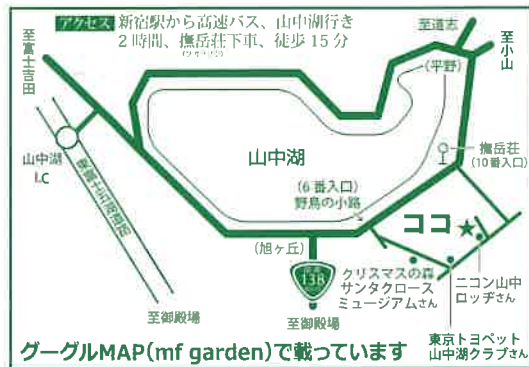 アクセス 新宿駅から高速バス、山中湖行き
2時間、撫岳荘下車、徒歩15分
至富士吉田
至道志
至小山
(平野)
山中湖
I.C
山中湖
撫岳荘
(10番入口)
(6番入口)
野鳥の小路
ココ★
(旭ヶ丘)
138
クリスマスの森
サンタクロース
ミュージアムさん
ニコン山中
ロッヂさん
至御殿場
至御殿場
東京トヨペット
山中湖クラブさん
グーグルMAP(mf garden)で載っています